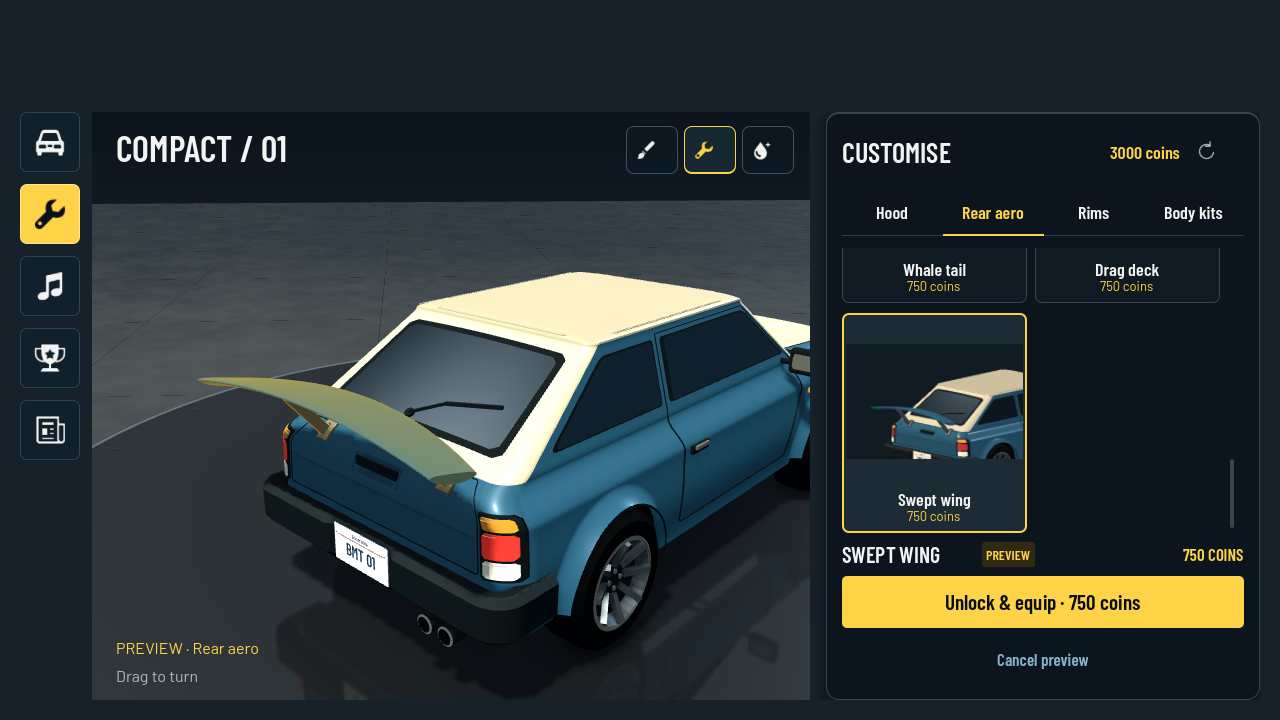 COMPACT / 01
CUSTOMISE
3000 coins
Hood
Rear aero
Rims
Body kits
Whale tail
750 coins
Drag deck
750 coins
Swept wing
750 coins
SWEPT WING
PREVIEW
750 COINS
Unlock & equip · 750 coins
Cancel preview
BMT 01
PREVIEW · Rear aero
Drag to turn